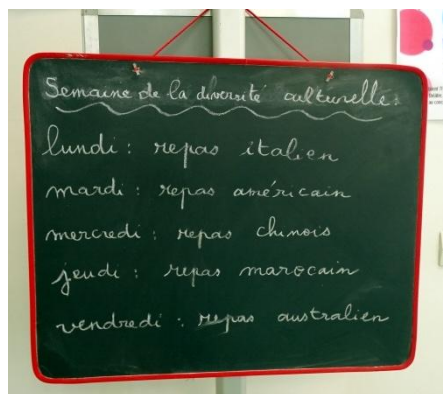 Semaine de la diversité culturelle :
lundi : repas italien
mardi : repas américain
mercredi : repas chinois
jeudi : repas marocain
vendredi : repas australien